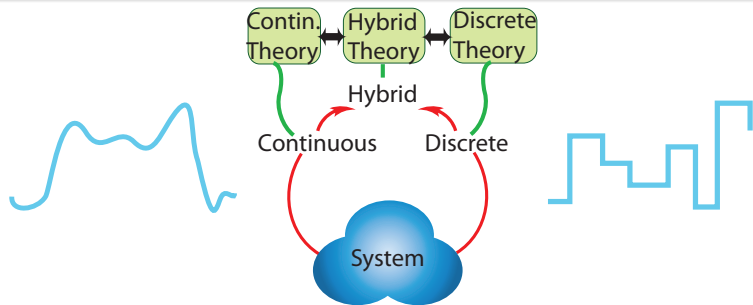 Contin.
Theory
Hybrid
Theory
Discrete
Theory
Hybrid
Continuous
Discrete
System